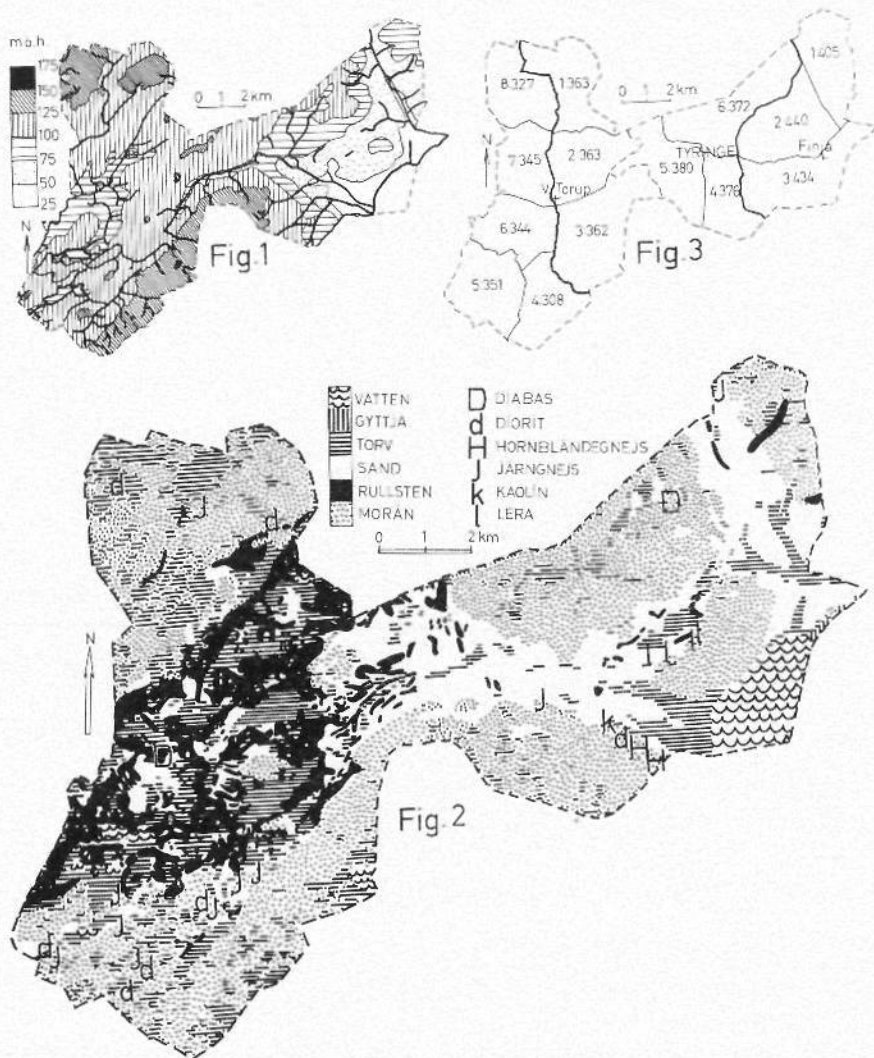 m ö.h
175
150
125
100
75
50
25
N
0 1 2 km
Fig.1
8.327
1.363
7.345
2.363
V. Torup
6.344
3.362
5.351
4.308
N
0 1 2 km
1.405
6.372
2.440
TYRINGE
Finja
5.380
4.376
3.434
Fig.3
VATTEN
GYTTJA
TORV
SAND
RULLSTEN
MORÄN
D DIABAS
d DIORIT
H HORNBLÄNDEGNEJS
J JÄRNGNEJS
k KAOLIN
L LERA
0 1 2 km
N
Fig.2